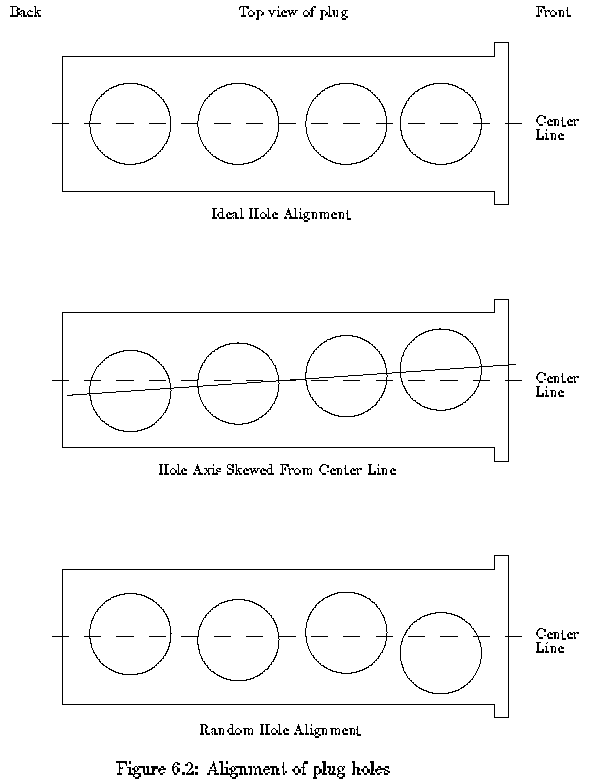 Back Top view of plug Front
Center
Line
Ideal Hole Alignment
Center
Line
Hole Axis Skewed From Center Line
Center
Line
Random Hole Alignment
Figure 6.2: Alignment of plug holes